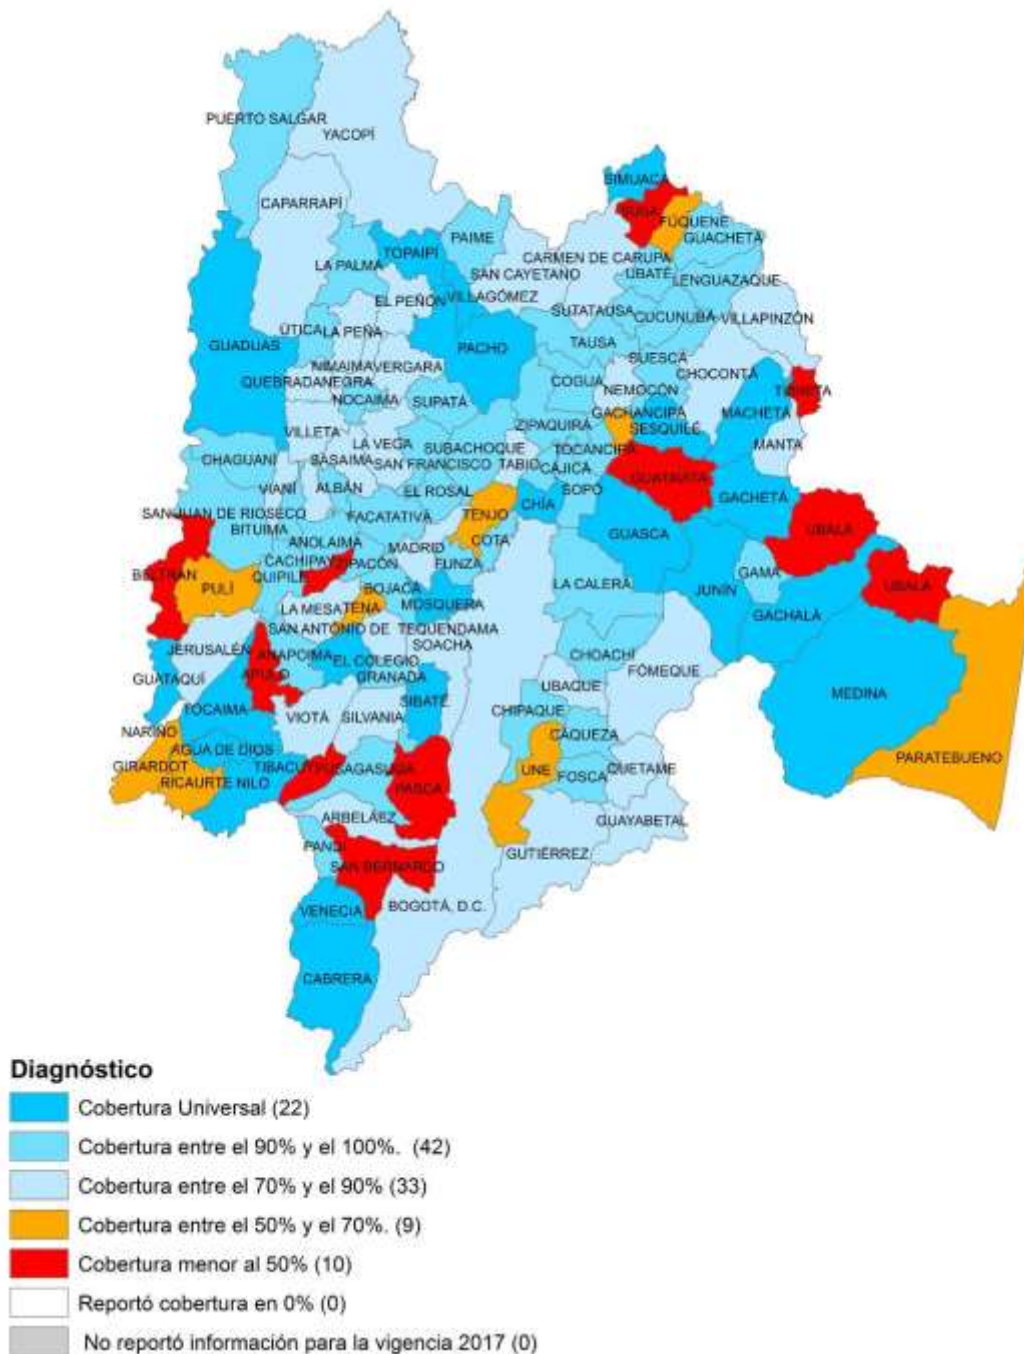 PUERTO SALGAR
YACOPÍ
SIMIJACA
CAPARRAPÍ
FÚQUENE
PAIME
GUACHETÁ
TOPAIPÍ
CARMEN DE CARUPA
LA PALMA
SAN CAYETANO
UBATÉ
LENGUAZAQUE
EL PEÑÓN
VILLAGÓMEZ
SUTATAUSA
CUCUNUBÁ
VILLAPINZÓN
ÚTICA
LA PEÑA
TAUSA
GUADUAS
PACHO
SUESCA
NIMAIMA
VERGARA
CHOCONTÁ
QUEBRADANEGRA
COGUA
NEMOCÓN
TIBIRITA
NOCAIMA
SUPATÁ
GACHANCIPÁ
MACHETÁ
ZIPAQUIRÁ
SESQUILÉ
VILLETA
LA VEGA
SUBACHOQUE
TOCANCIPÁ
MANTA
CHAGUANÍ
SASAIMA
SAN FRANCISCO
TABIO
CAJICÁ
GUATAVITA
VIANÍ
ALBÁN
EL ROSAL
SOPÓ
GACHETÁ
SAN JUAN DE RIOSECO
FACATATIVÁ
TENJO
CHÍA
BITUIMA
GUASCA
UBALÁ
ANOLAIMA
MADRID
COTA
CACHIPAY
ZIPACÓN
FUNZA
BELTRÁN
QUIPILE
BOJACÁ
LA CALERA
GAMA
UBALÁ
PULÍ
JUNÍN
LA MESA
TENA
MOSQUERA
GACHALÁ
SAN ANTONIO DE
TEQUENDAMA
JERUSALÉN
SOACHA
ANAPOIMA
EL COLEGIO
CHOACHÍ
GUATAQUÍ
APULO
GRANADA
FÓMEQUE
UBAQUE
MEDINA
TOCAIMA
SIBATÉ
VIOTÁ
SILVANIA
CHIPAQUE
NARIÑO
CÁQUEZA
AGUA DE DIOS
PARATEBUENO
GIRARDOT
TIBACUY
FUSAGASUGÁ
UNE
QUETAME
RICAURTE
NILO
FOSCA
PASCA
ARBELÁEZ
GUAYABETAL
PANDI
GUTIÉRREZ
SAN BERNARDO
BOGOTÁ, D.C.
VENECIA
CABRERA
Diagnóstico
Cobertura Universal (22)
Cobertura entre el 90% y el 100%. (42)
Cobertura entre el 70% y el 90% (33)
Cobertura entre el 50% y el 70%. (9)
Cobertura menor al 50% (10)
Reportó cobertura en 0% (0)
No reportó información para la vigencia 2017 (0)